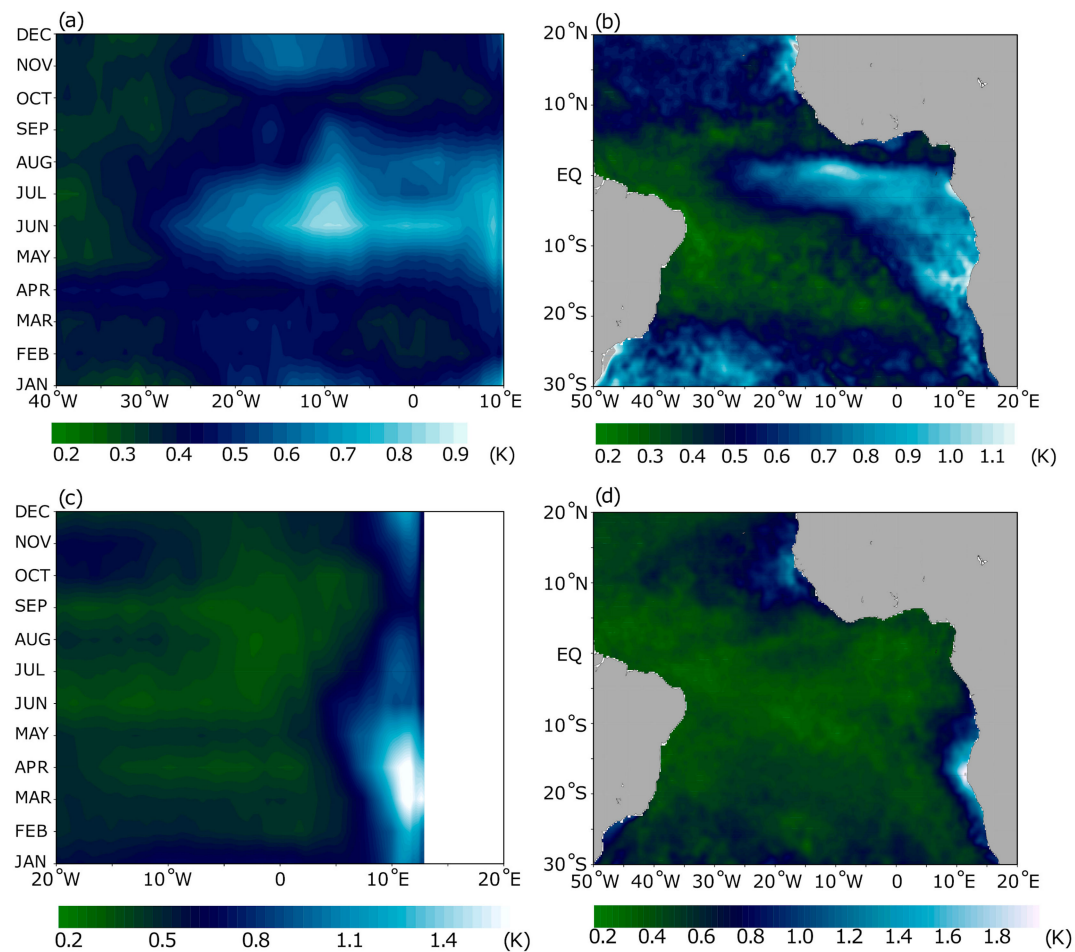 (a)
DEC
NOV
OCT
SEP
AUG
JUL
JUN
MAY
APR
MAR
FEB
JAN
40°W 30°W 20°W 10°W 0 10°E
0.2 0.3 0.4 0.5 0.6 0.7 0.8 0.9 (K)
(b)
20°N
10°N
EQ
10°S
20°S
30°S
50°W 40°W 30°W 20°W 10°W 0 10°E 20°E
0.2 0.3 0.4 0.5 0.6 0.7 0.8 0.9 1.0 1.1 (K)
(c)
DEC
NOV
OCT
SEP
AUG
JUL
JUN
MAY
APR
MAR
FEB
JAN
20°W 10°W 0 10°E 20°E
0.2 0.5 0.8 1.1 1.4 (K)
(d)
20°N
10°N
EQ
10°S
20°S
30°S
50°W 40°W 30°W 20°W 10°W 0 10°E 20°E
0.2 0.4 0.6 0.8 1.0 1.2 1.4 1.6 1.8 (K)